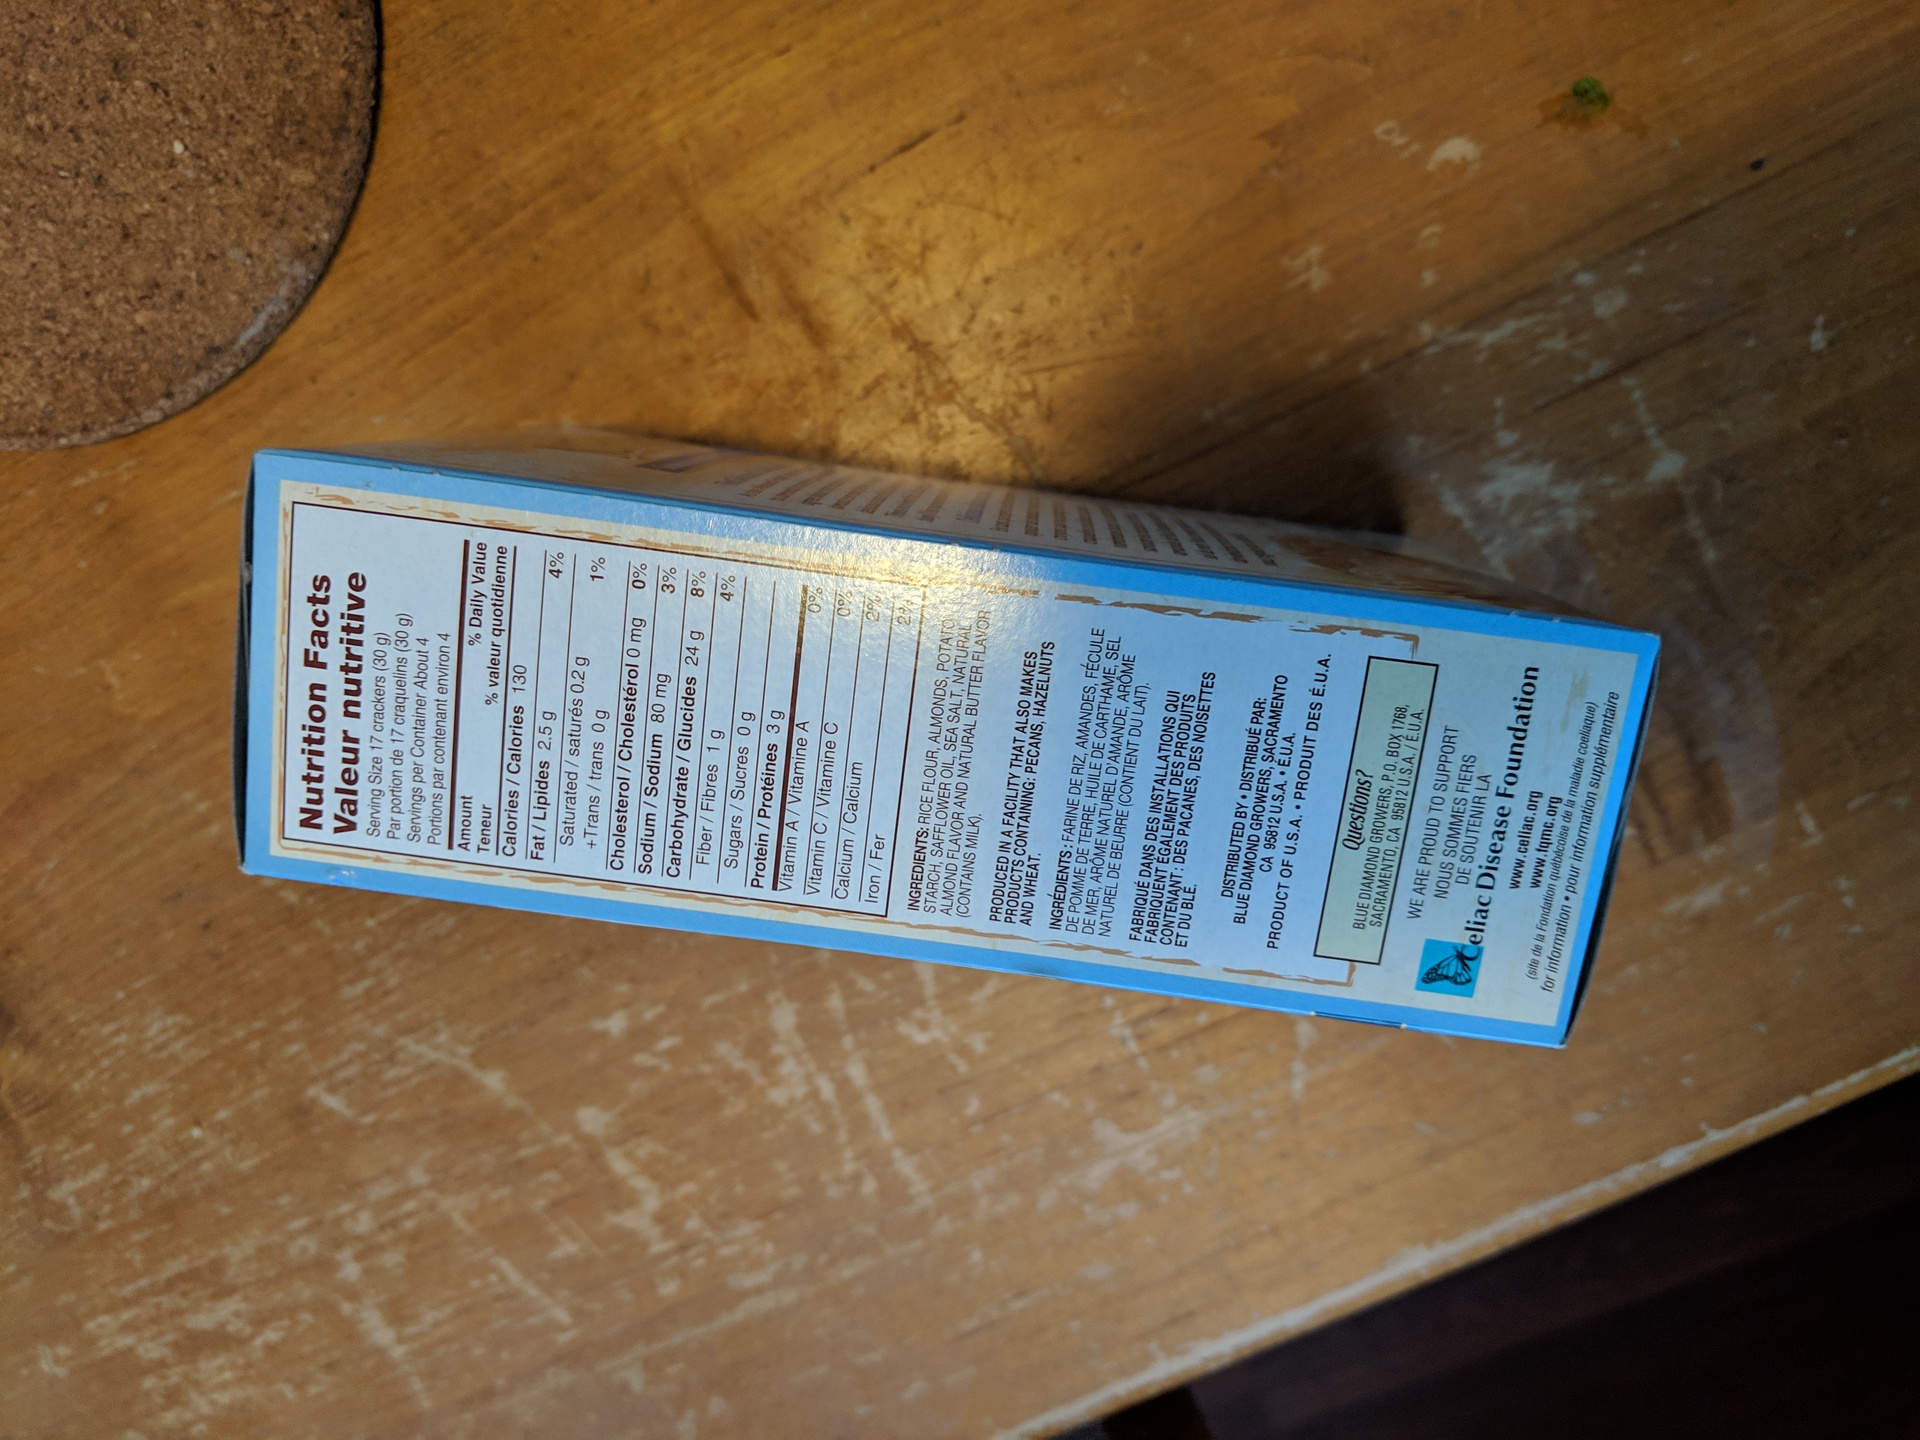 Nutrition Facts
Valeur nutritive
Serving Size 17 crackers (30 g)
Par portion de 17 craquelins (30 g)
Servings per Container About 4
Portions par contenant environ 4
Amount % Daily Value
Teneur % valeur quotidienne
Calories / Calories 130
Fat / Lipides 2.5 g 4%
Saturated / saturés 0.2 g
+ Trans / trans 0 g 1%
Cholesterol / Cholestérol 0 mg 0%
Sodium / Sodium 80 mg 3%
Carbohydrate / Glucides 24 g 8%
Fiber / Fibres 1 g 4%
Sugars / Sucres 0 g
Protein / Protéines 3 g
Vitamin A / Vitamine A 0%
Vitamin C / Vitamine C 0%
Calcium / Calcium 2%
Iron / Fer 2%
INGREDIENTS: RICE FLOUR, ALMONDS, POTATO
STARCH, SAFFLOWER OIL, SEA SALT, NATURAL
ALMOND FLAVOR AND NATURAL BUTTER FLAVOR
(CONTAINS MILK).
PRODUCED IN A FACILITY THAT ALSO MAKES
PRODUCTS CONTAINING: PECANS, HAZELNUTS
AND WHEAT.
INGRÉDIENTS : FARINE DE RIZ, AMANDES, FÉCULE
DE POMME DE TERRE, HUILE DE CARTHAME, SEL
DE MER, ARÔME NATUREL D'AMANDE, ARÔME
NATUREL DE BEURRE (CONTIENT DU LAIT).
FABRIQUÉ DANS DES INSTALLATIONS QUI
FABRIQUENT ÉGALEMENT DES PRODUITS
CONTENANT : DES PACANES, DES NOISETTES
ET DU BLÉ.
DISTRIBUTED BY • DISTRIBUÉ PAR:
BLUE DIAMOND GROWERS, SACRAMENTO
CA 95812 U.S.A. • É.U.A.
PRODUCT OF U.S.A. • PRODUIT DES É.U.A.
Questions?
BLUE DIAMOND GROWERS, P.O. BOX 1768,
SACRAMENTO, CA 95812 U.S.A. / É.U.A.
WE ARE PROUD TO SUPPORT
NOUS SOMMES FIERS
DE SOUTENIR LA
Celiac Disease Foundation
www.celiac.org
www.fqmc.org
(site de la Fondation québécoise de la maladie coeliaque)
for information • pour information supplémentaire